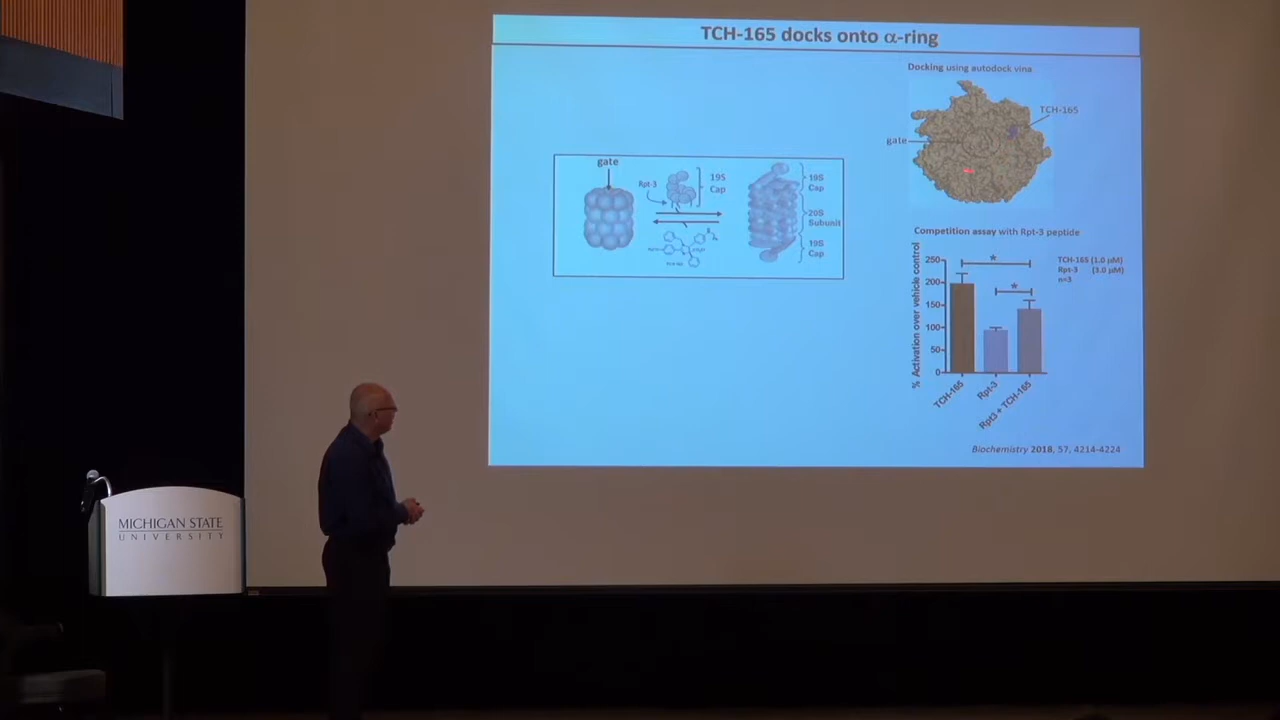 TCH-165 docks onto α-ring
Docking using autodock vina
TCH-165
gate
gate
Rpt-3
19S
Cap
19S
Cap
20S
Subunit
19S
Cap
Competition assay with Rpt-3 peptide
% Activation over vehicle control
250
200
150
100
50
0
*
*
TCH-165 (1.0 µM)
Rpt-3 (3.0 µM)
n=3
TCH-165
Rpt-3
Rpt3 + TCH-165
Biochemistry 2018, 57, 4214-4224
MICHIGAN STATE
UNIVERSITY